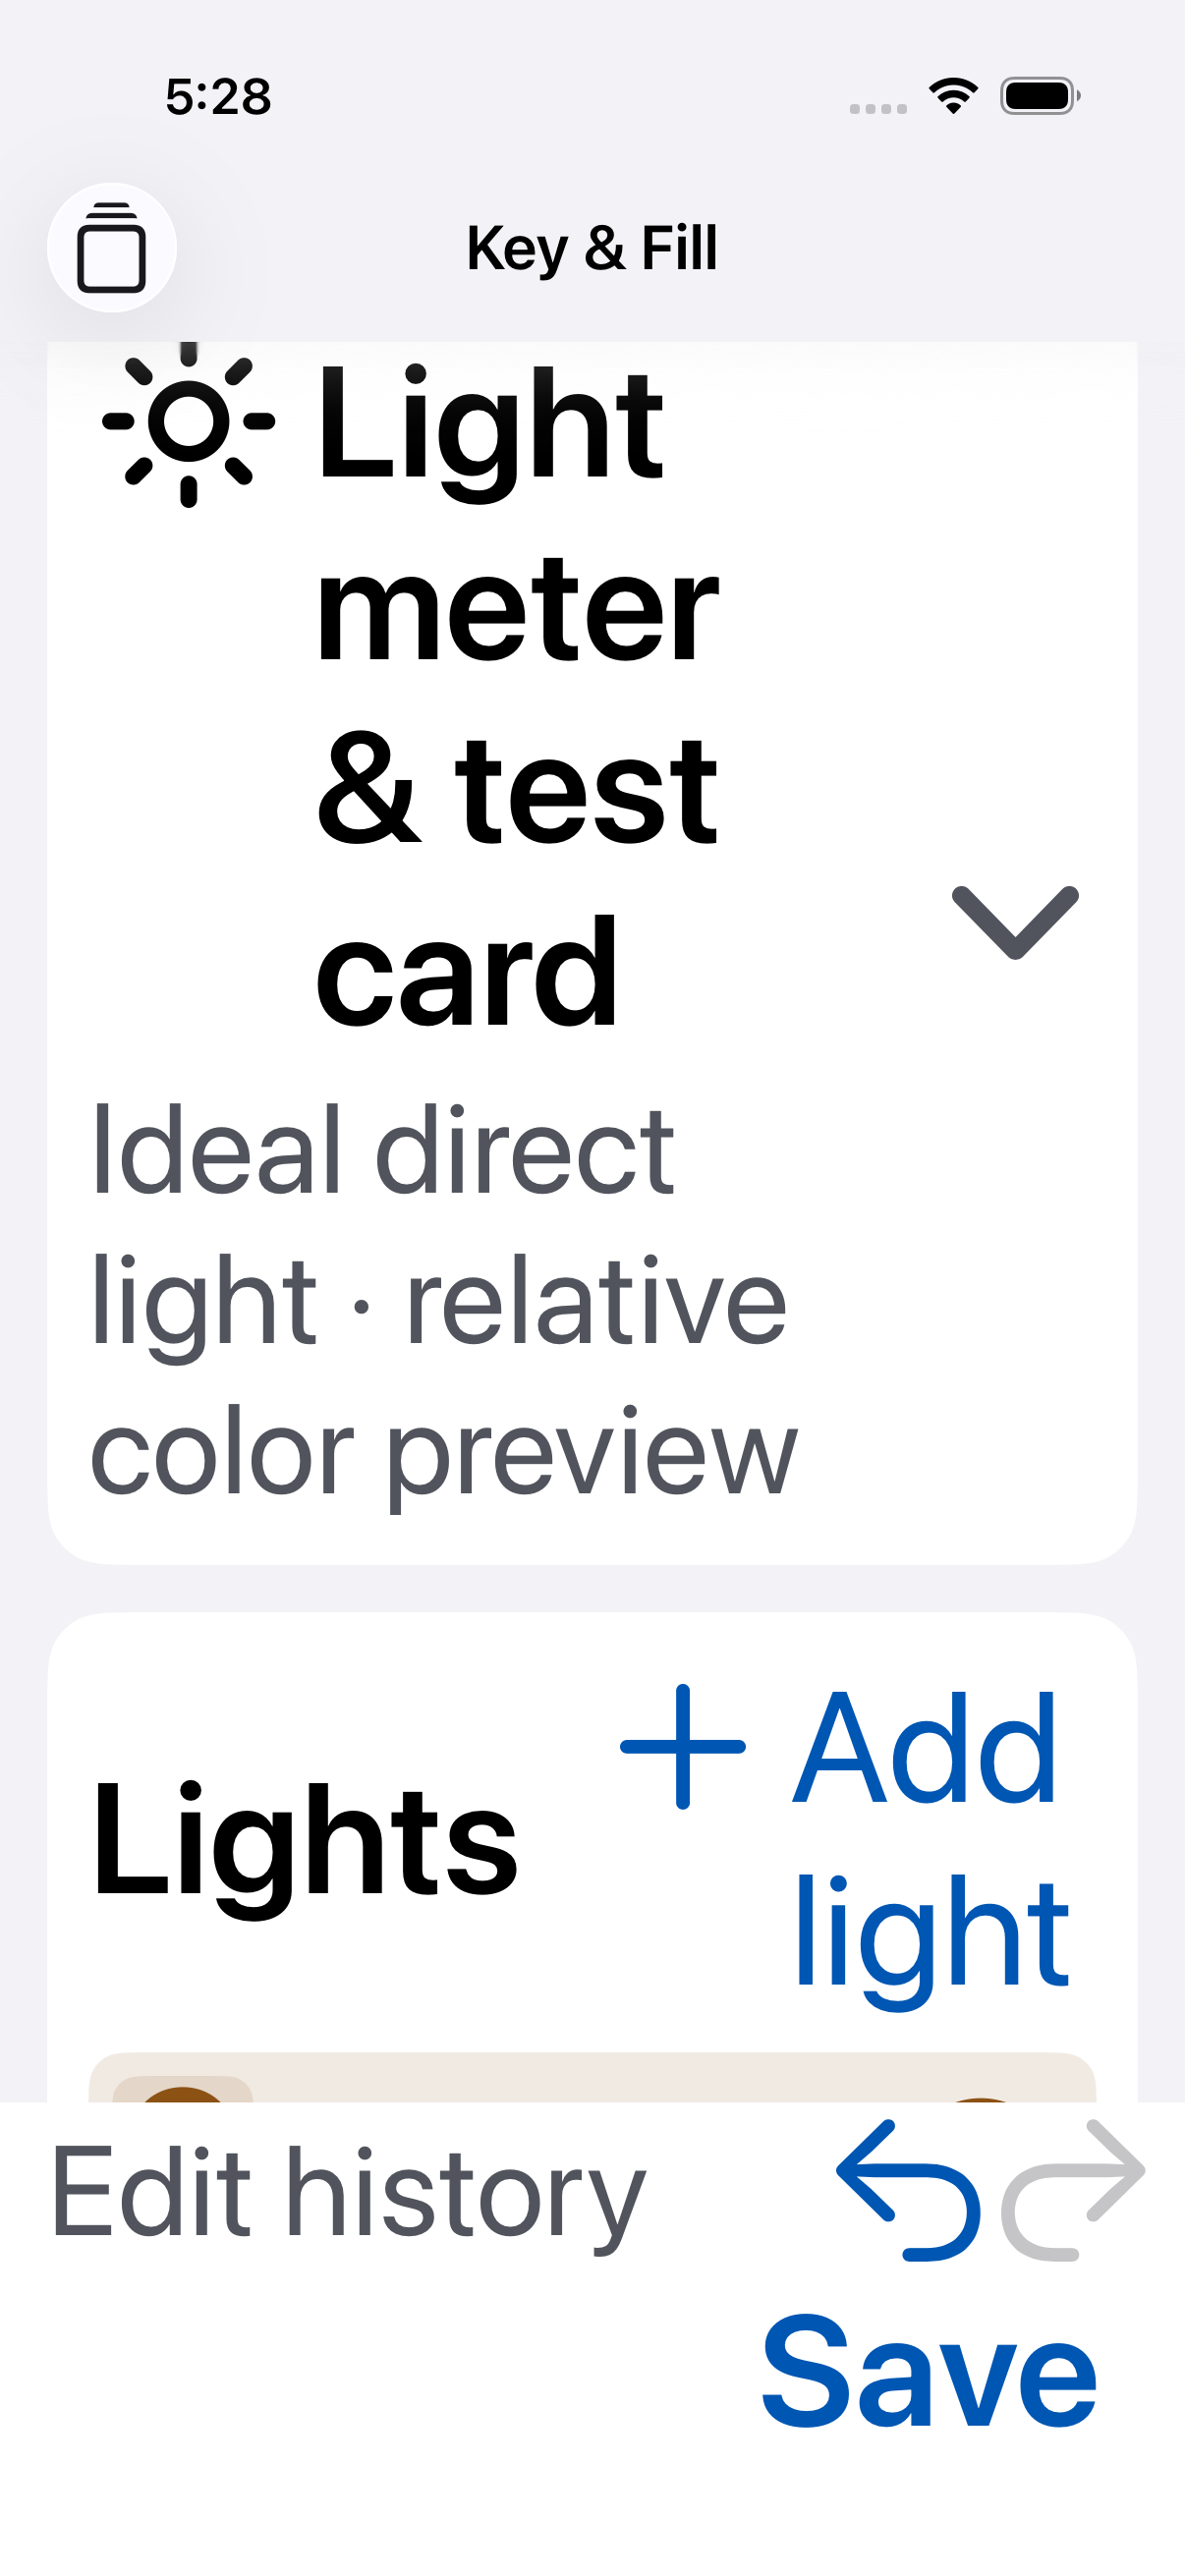 5:28
Key & Fill
Light
meter
& test
card
Ideal direct
light · relative
color preview
Lights
Add
light
Edit history
Save